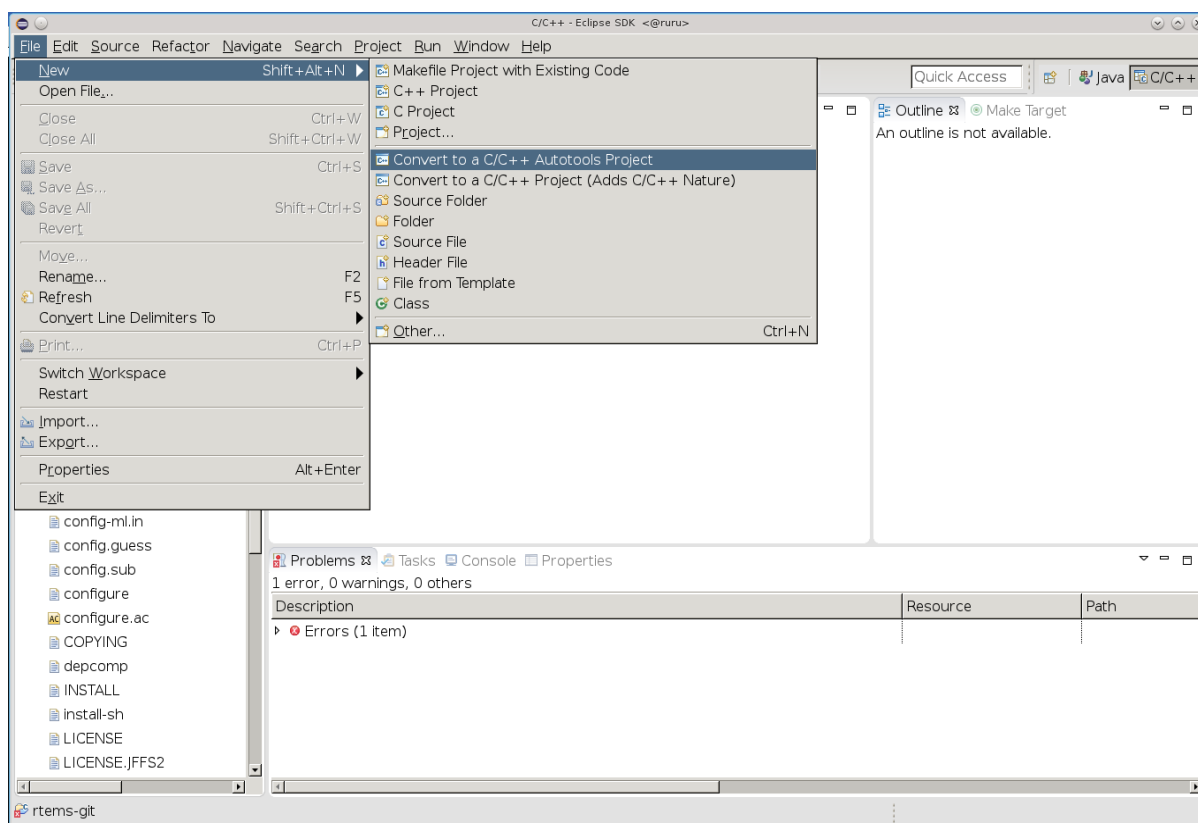 C/C++ - Eclipse SDK <@ruru>
File Edit Source Refactor Navigate Search Project Run Window Help
New Shift+Alt+N
Open File...
Close Ctrl+W
Close All Shift+Ctrl+W
Save Ctrl+S
Save As...
Save All Shift+Ctrl+S
Revert
Move...
Rename... F2
Refresh F5
Convert Line Delimiters To
Print... Ctrl+P
Switch Workspace
Restart
Import...
Export...
Properties Alt+Enter
Exit
Makefile Project with Existing Code
C++ Project
C Project
Project...
Convert to a C/C++ Autotools Project
Convert to a C/C++ Project (Adds C/C++ Nature)
Source Folder
Folder
Source File
Header File
File from Template
Class
Other... Ctrl+N
Quick Access Java C/C++
Outline Make Target
An outline is not available.
config-ml.in
config.guess
config.sub
configure
configure.ac
COPYING
depcomp
INSTALL
install-sh
LICENSE
LICENSE.JFFS2
Problems Tasks Console Properties
1 error, 0 warnings, 0 others
Description Resource Path
Errors (1 item)
rtems-git